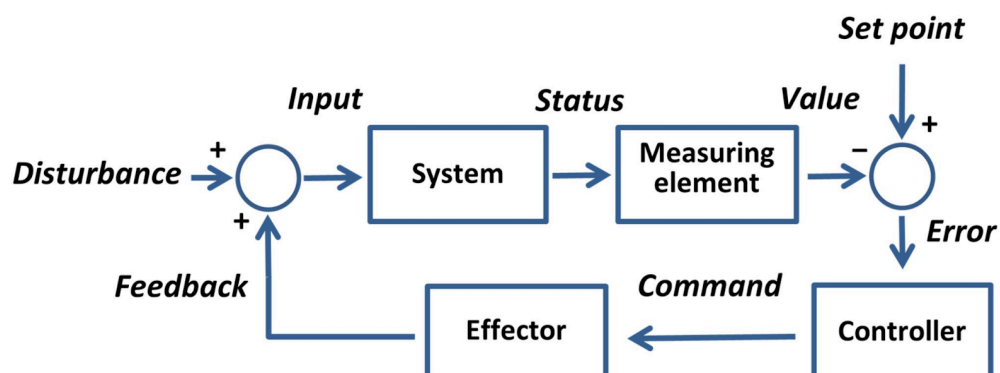 Set point
Input
Status
Value
+
+
−
Disturbance
System
Measuring
element
+
Error
Feedback
Command
Effector
Controller